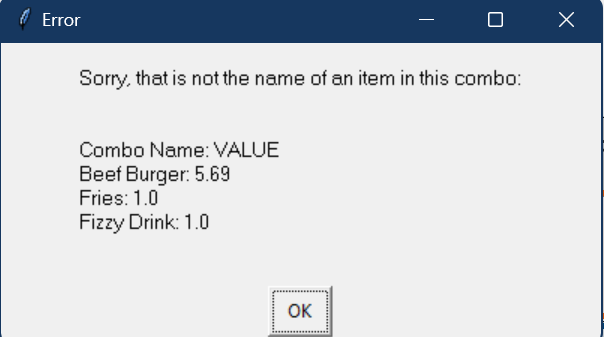 Error
Sorry, that is not the name of an item in this combo:
Combo Name: VALUE
Beef Burger: 5.69
Fries: 1.0
Fizzy Drink: 1.0
OK